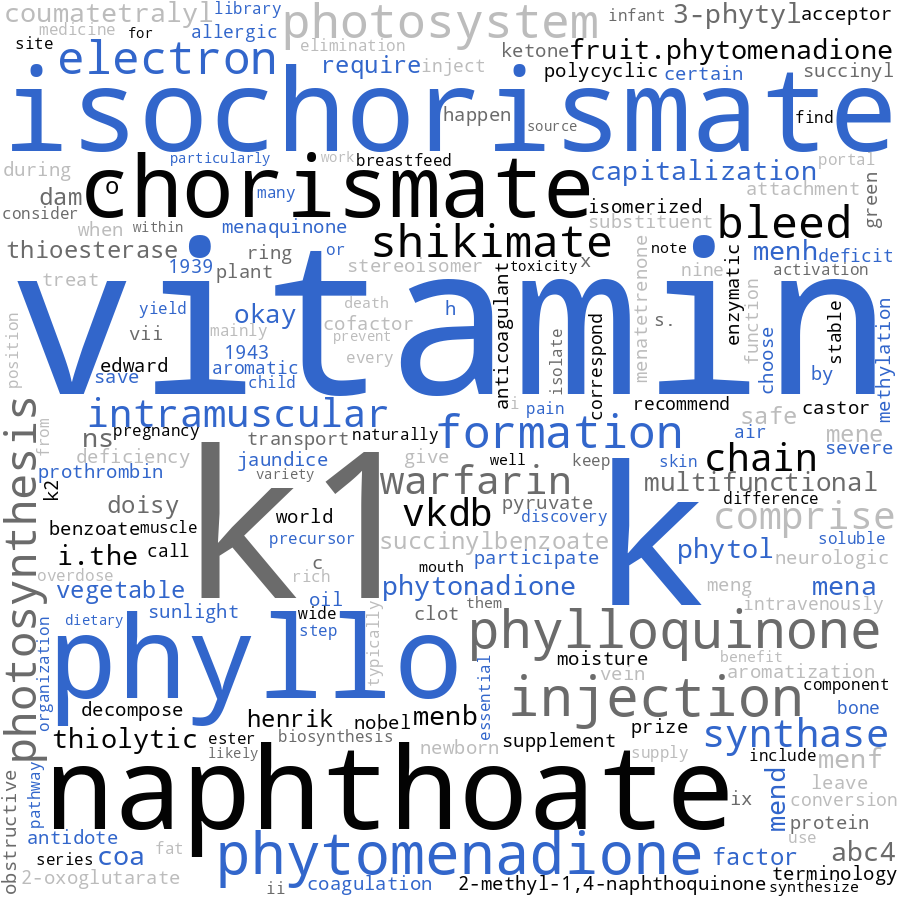 coumatetralyl library photosystem infant 3-phytyl acceptor
medicine for allergic elimination ketone fruit.phytomenadione
site electron require inject polycyclic certain succinyl
isochorismate
happen source find
particularly work breastfeed portal
during chorismate o many capitalization attachment green
dam isomerized
consider when within menaquinone shikimate substituent bleed
thioesterase ring or note x menh deficit
1939 plant stereoisomer toxicity nine activation
treat vitamin
position yield vii okay mainly death cofactor h anticoagulant isolate correspond menatetrenone s. enzymatic function choose stable methylation
1943 prevent
edward aromatic every
save child by
intramuscular i pain recommend safe castor
ns pregnancy transport naturally formation air mene severe
from deficiency jaundice give well keep skin chain
prothrombin variety k1 warfarin k multifunctional
k2 doisy world vkdb pyruvate difference comprise
benzoate muscle precursor discovery soluble
photosynthesis i.the call c succinylbenzoate participate phytol neurologic
overdose rich mouth
vegetable oil phytonadione meng mena
sunlight wide clot them intravenously
dietary step phyllo typically phylloquinone
organization moisture benefit
essential vein aromatization
decompose injection component
henrik nobel menb prize bone
thiolytic ester biosynthesis newborn supplement synthase
likely supply include menf
naphthoate leave
obstructive pathway ix mend conversion
protein
antidote fat use
series coa phytomenadione factor abc4
2-oxoglutarate ii coagulation 2-methyl-1,4-naphthoquinone terminology
synthesize